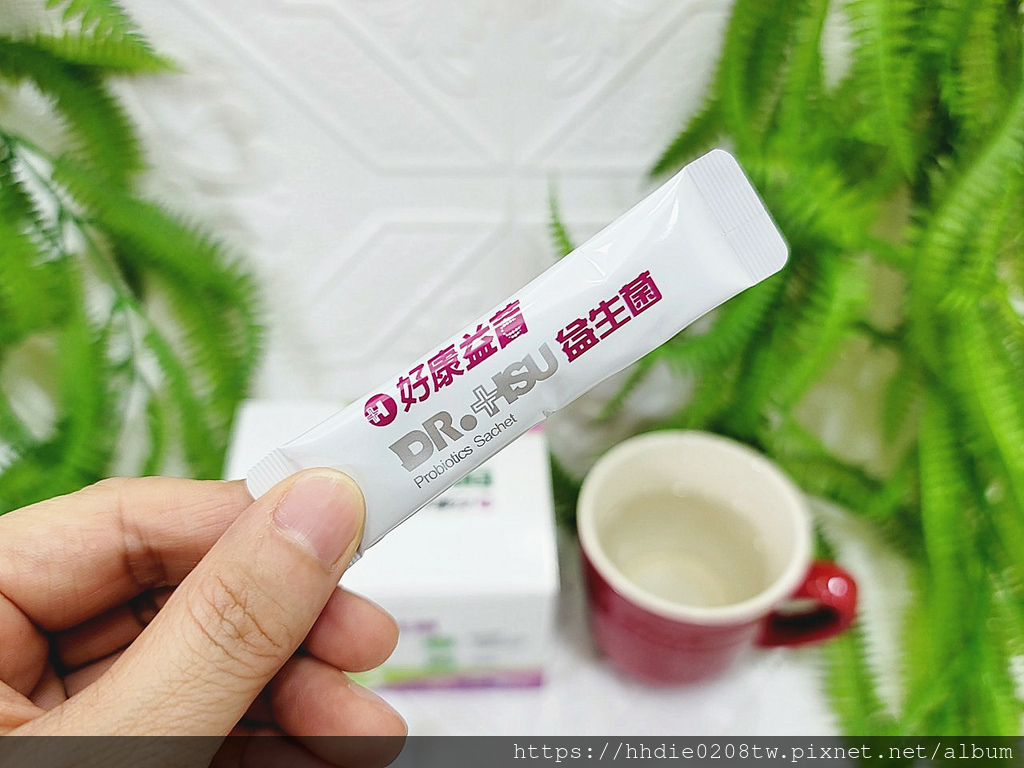 好康益菌
DR.HSU 益生菌
Probiotics Sachet
https://hhdie0208tw.pixnet.net/album